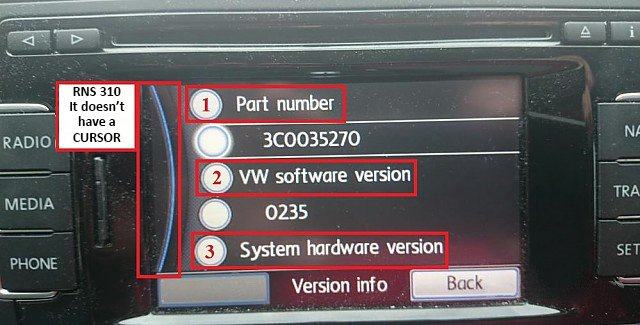 RNS 310
It doesn't
have a
CURSOR
RADIO
MEDIA
PHONE
1 Part number
3C0035270
2 VW software version
0235
3 System hardware version
Version info
Back
i
NA
TRA
SET